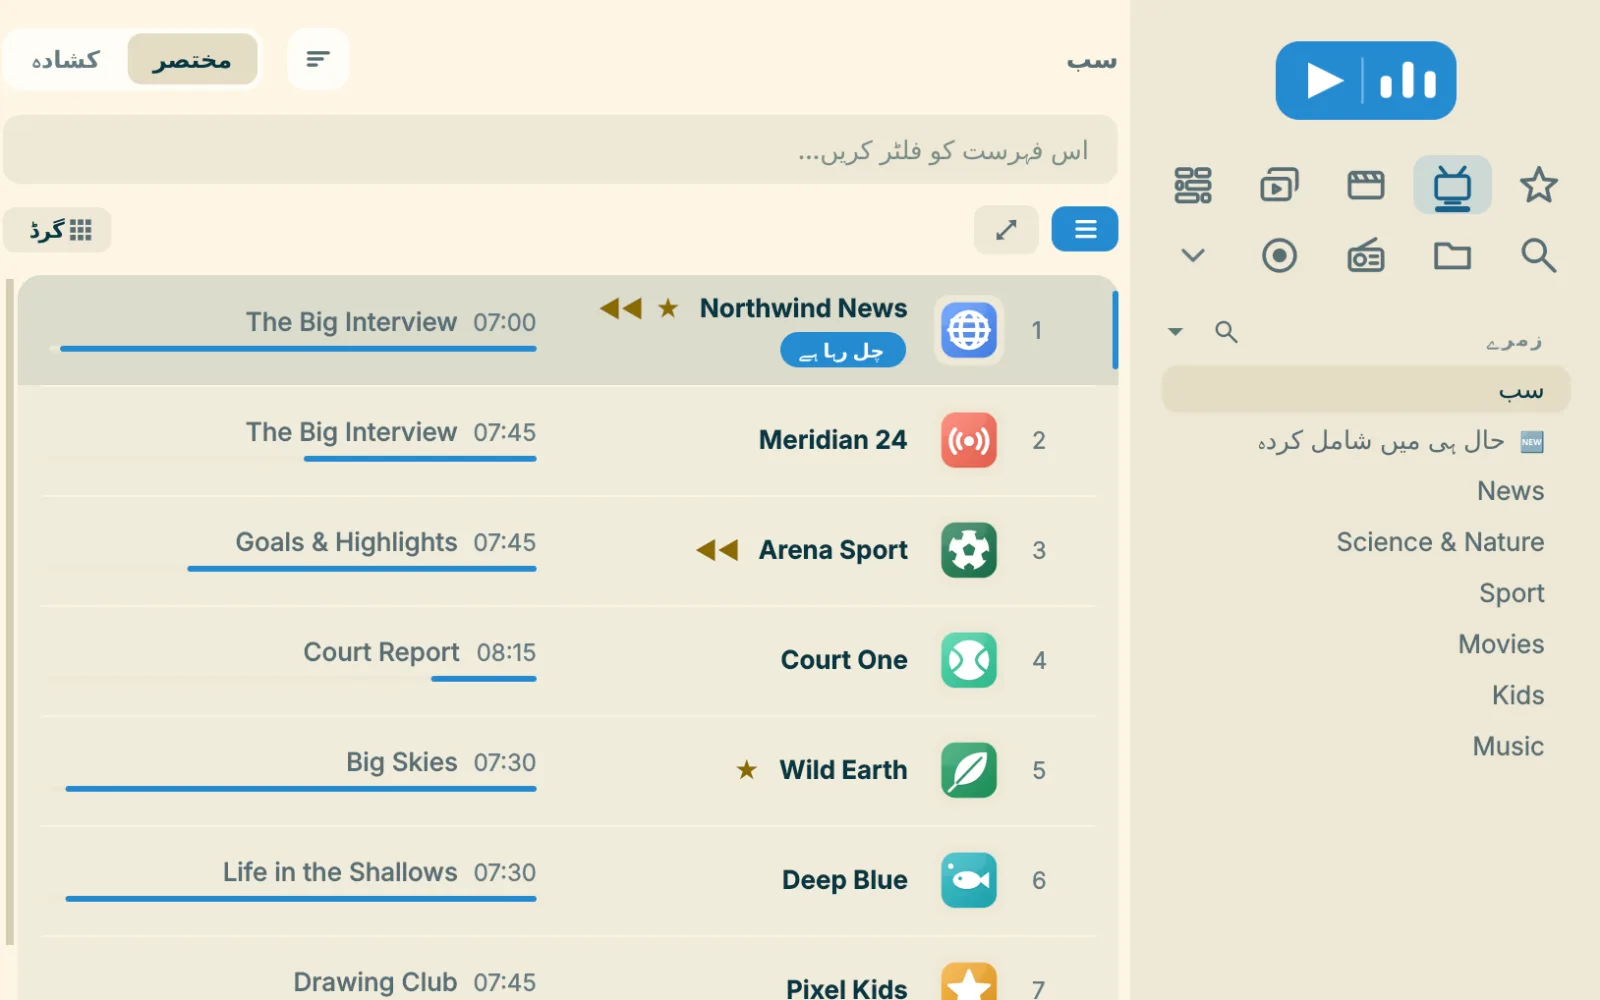 سب
مختصر
کشادہ
اس فہرست کو فلٹر کریں...
گرڈ
1
Northwind News
چل رہا ہے
07:00 The Big Interview
2
Meridian 24
07:45 The Big Interview
3
Arena Sport
07:45 Goals & Highlights
4
Court One
08:15 Court Report
5
Wild Earth
07:30 Big Skies
6
Deep Blue
07:30 Life in the Shallows
7
Pixel Kids
07:45 Drawing Club
زمرے
سب
NEW حال ہی میں شامل کردہ
News
Science & Nature
Sport
Movies
Kids
Music